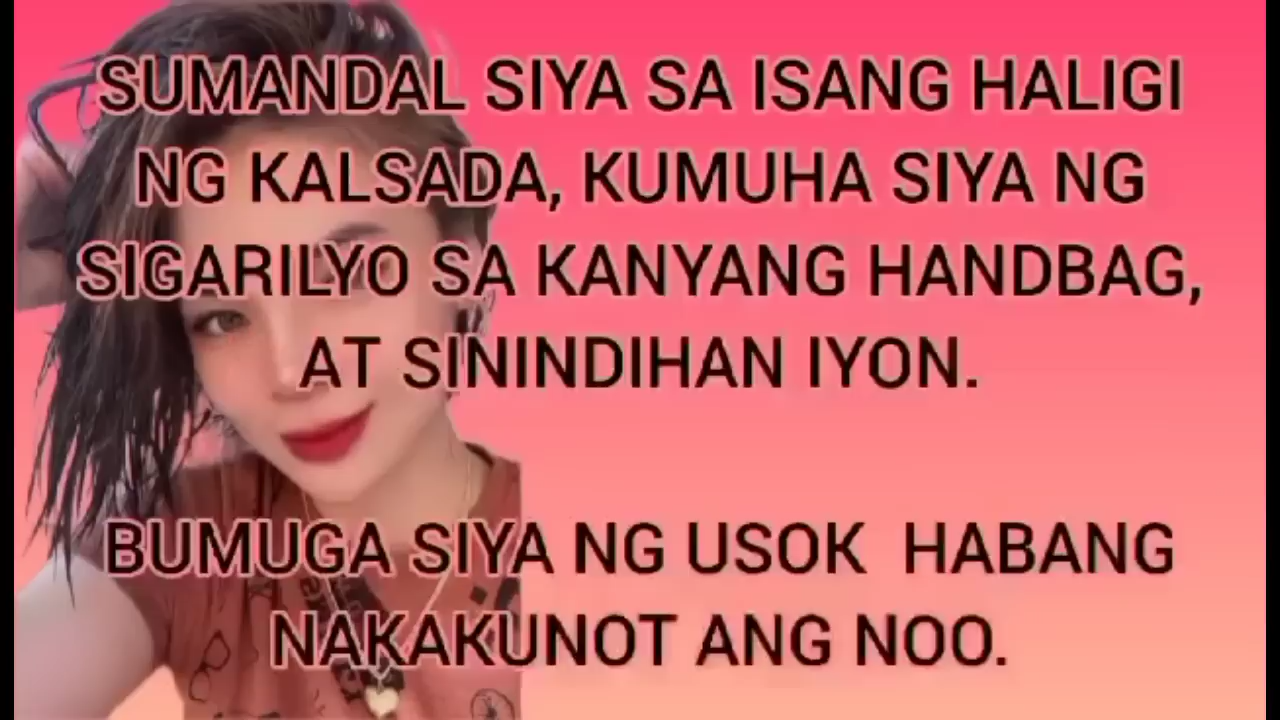 SUMANDAL SIYA SA ISANG HALIGI
NG KALSADA, KUMUHA SIYA NG
SIGARILYO SA KANYANG HANDBAG,
AT SININDIHAN IYON.
BUMUGA SIYA NG USOK HABANG
NAKAKUNOT ANG NOO.